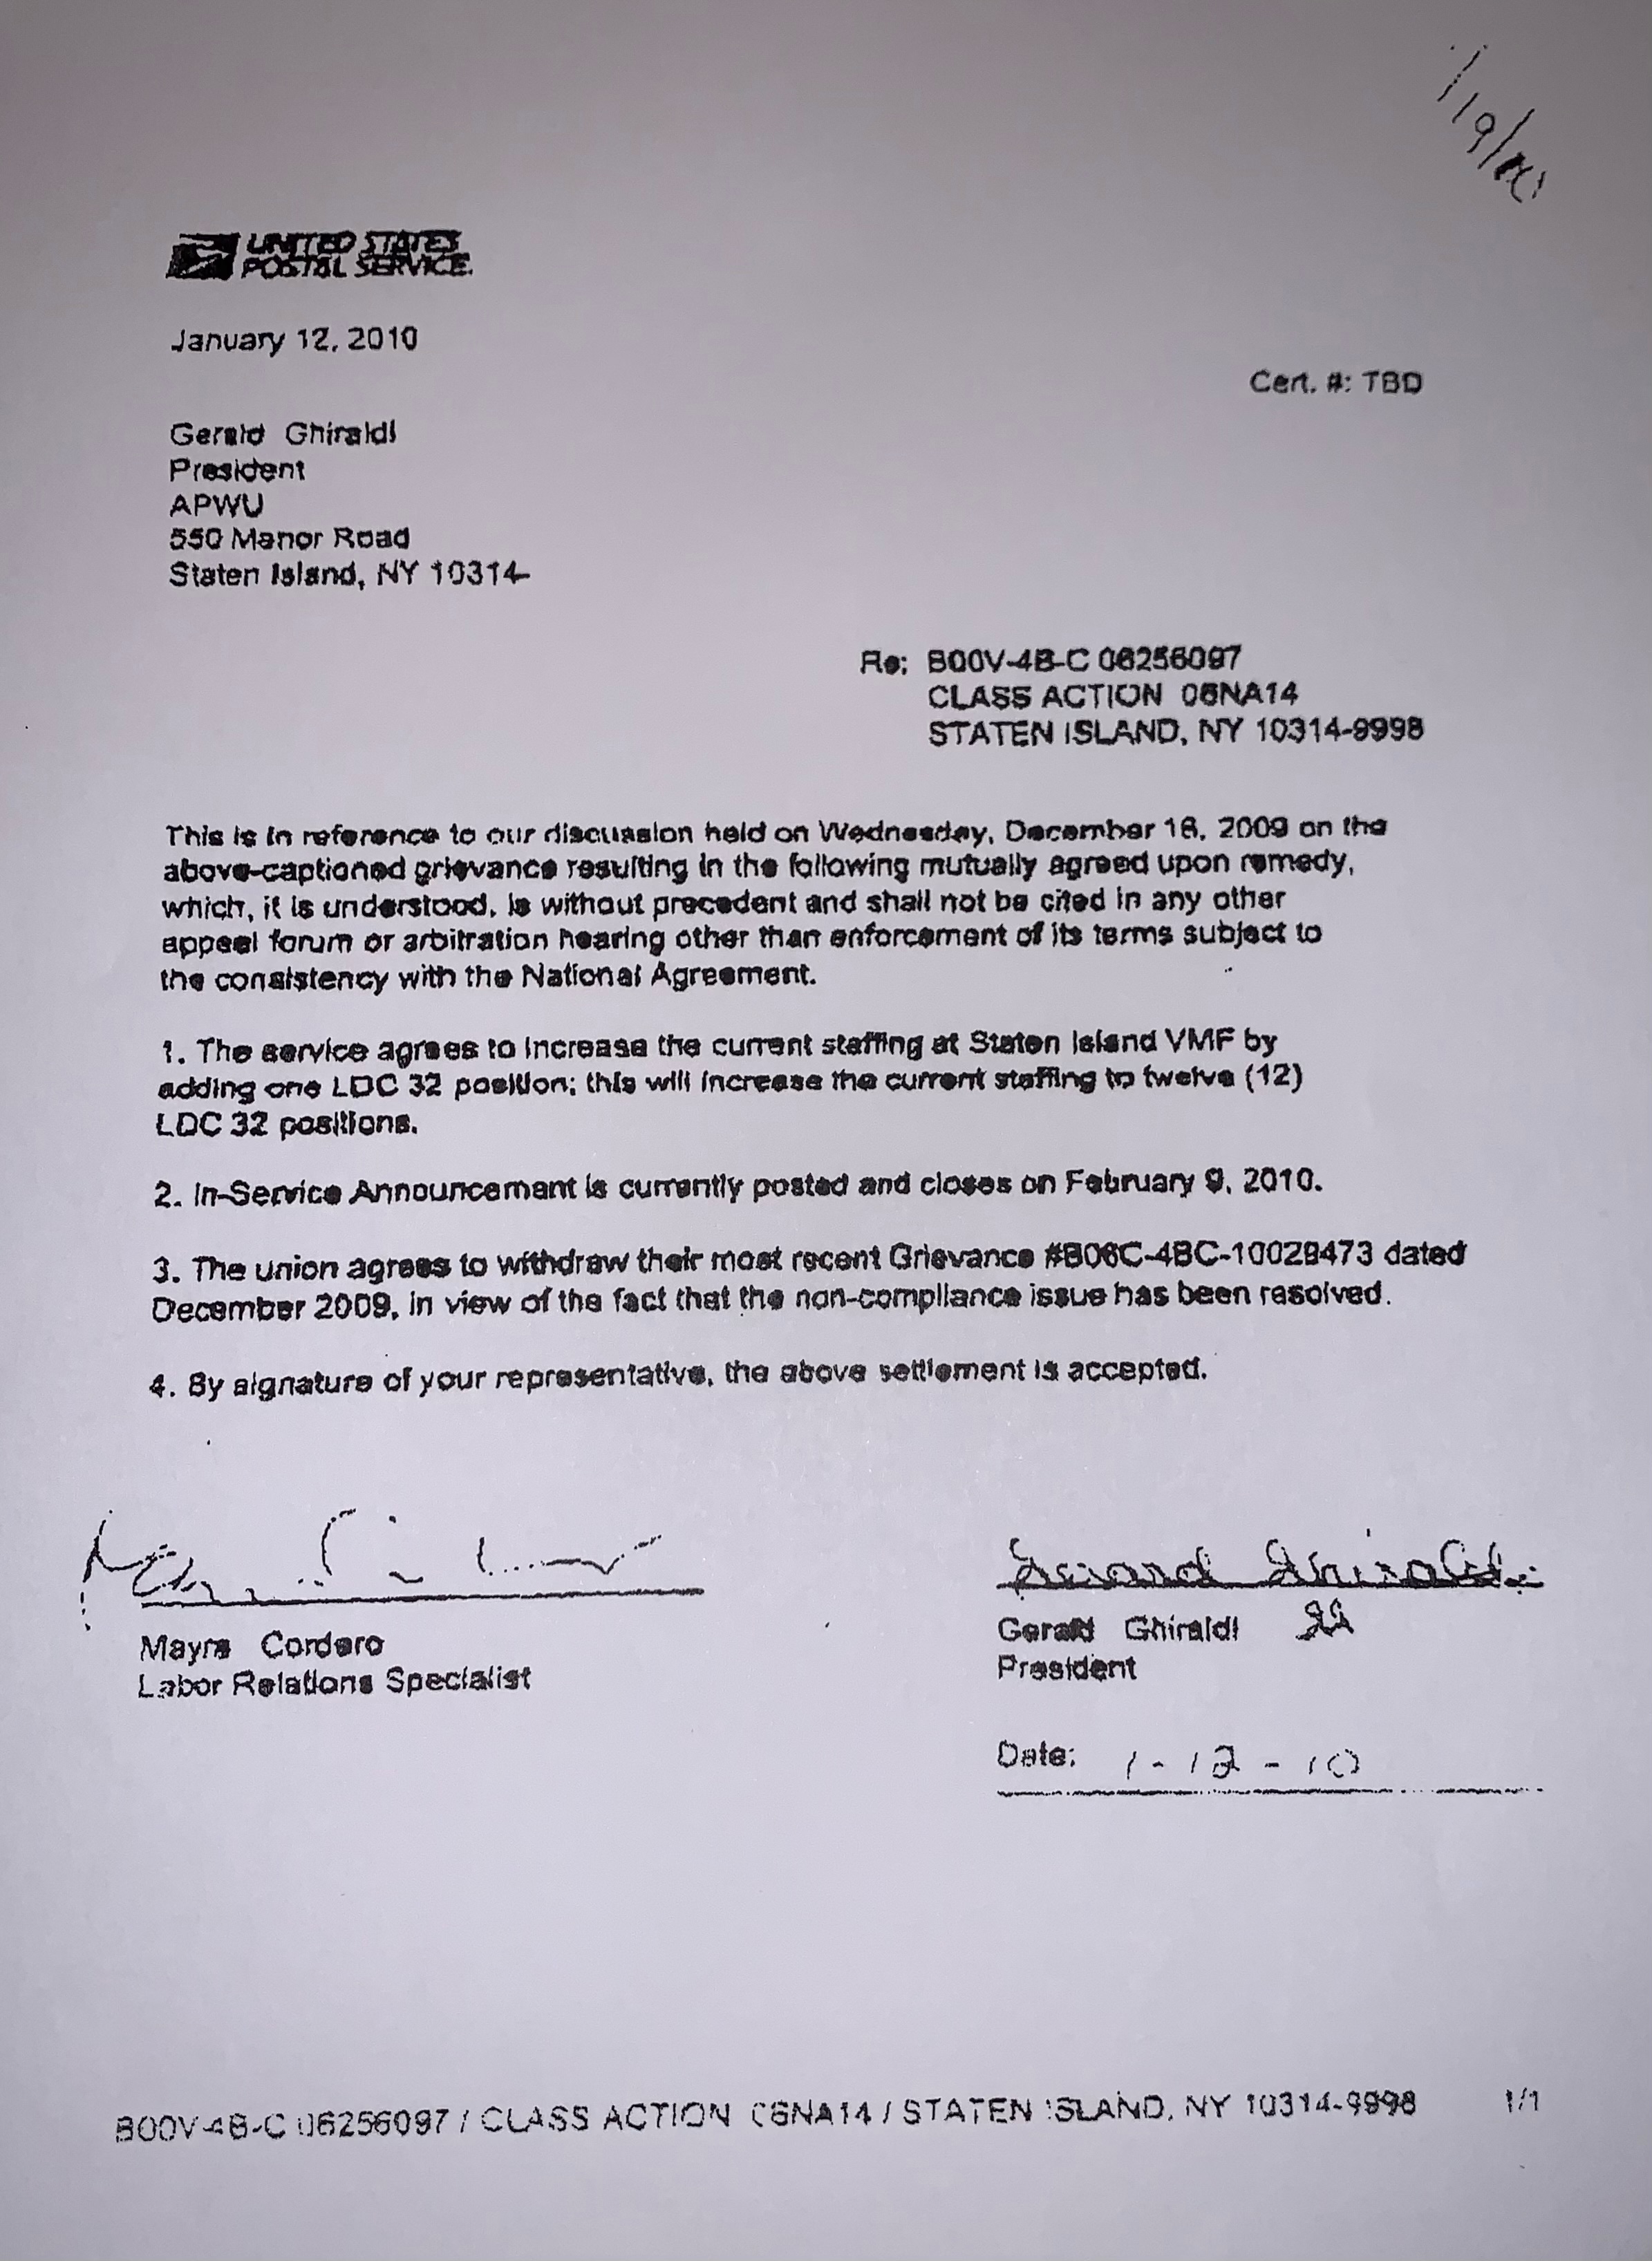 UNITED STATES
POSTAL SERVICE.
January 12, 2010
Cert. #: TBD
Gerald Ghiraldi
President
APWU
550 Manor Road
Staten Island, NY 10314-
Re: B00V-4B-C 06256097
CLASS ACTION 06NA14
STATEN ISLAND, NY 10314-9998
This is in reference to our discussion held on Wednesday, December 16, 2009 on the
above-captioned grievance resulting in the following mutually agreed upon remedy,
which, it is understood, is without precedent and shall not be cited in any other
appeal forum or arbitration hearing other than enforcement of its terms subject to
the consistency with the National Agreement.
1. The service agrees to increase the current staffing at Staten Island VMF by
adding one LDC 32 position; this will increase the current staffing to twelve (12)
LDC 32 positions.
2. In-Service Announcement is currently posted and closes on February 9, 2010.
3. The union agrees to withdraw their most recent Grievance #B06C-4BC-10029473 dated
December 2009, in view of the fact that the non-compliance issue has been resolved.
4. By signature of your representative, the above settlement is accepted.
Gerard Ghiraldi
Mayra Cordero
Gerald Ghiraldi GG
Labor Relations Specialist
President
Date: 1-12-10
B00V-4B-C 06256097 / CLASS ACTION 06NA14 / STATEN ISLAND, NY 10314-9998 1/1